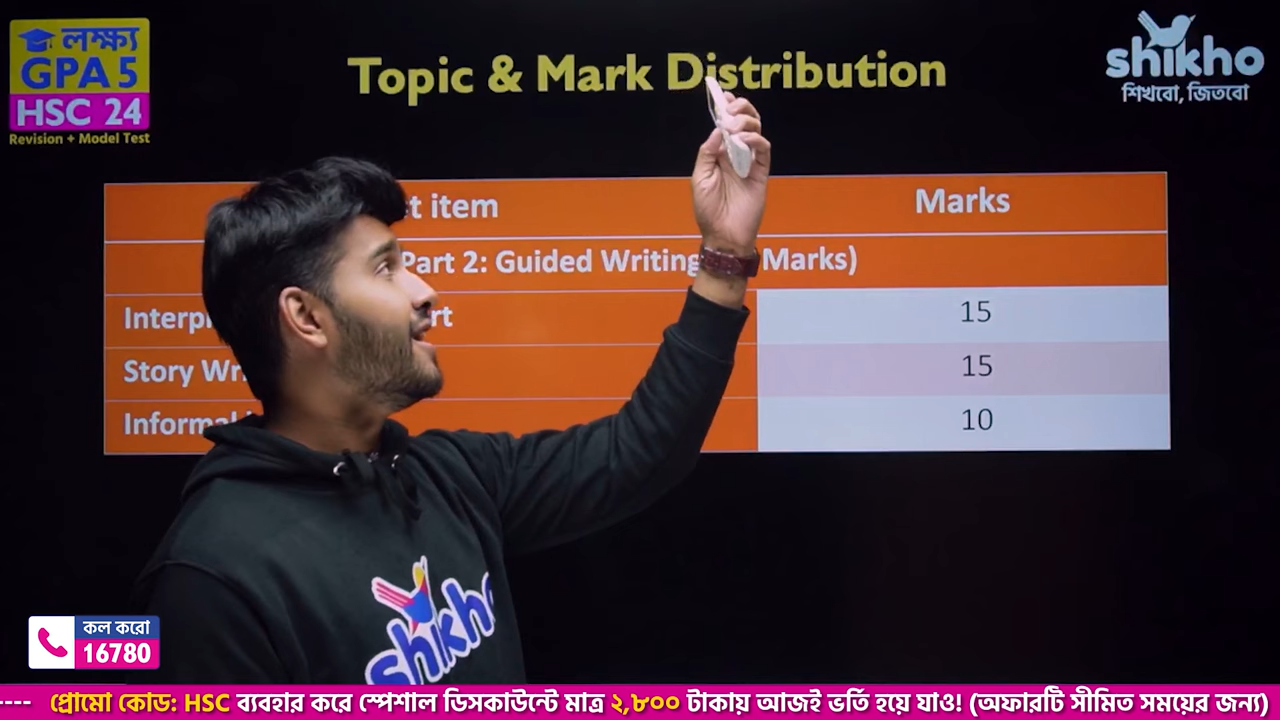 লক্ষ্য
GPA 5
HSC 24
Revision + Model Test
Topic & Mark Distribution
shikho
শিখবো, জিতবো
item
Marks
Part 2: Guided Writing Marks)
15
Story
15
10
shikho
কল করো
16780
প্রোমো কোড: HSC ব্যবহার করে স্পেশাল ডিসকাউন্টে মাত্র ২,৮০০ টাকায় আজই ভর্তি হয়ে যাও! (অফারটি সীমিত সময়ের জন্য)